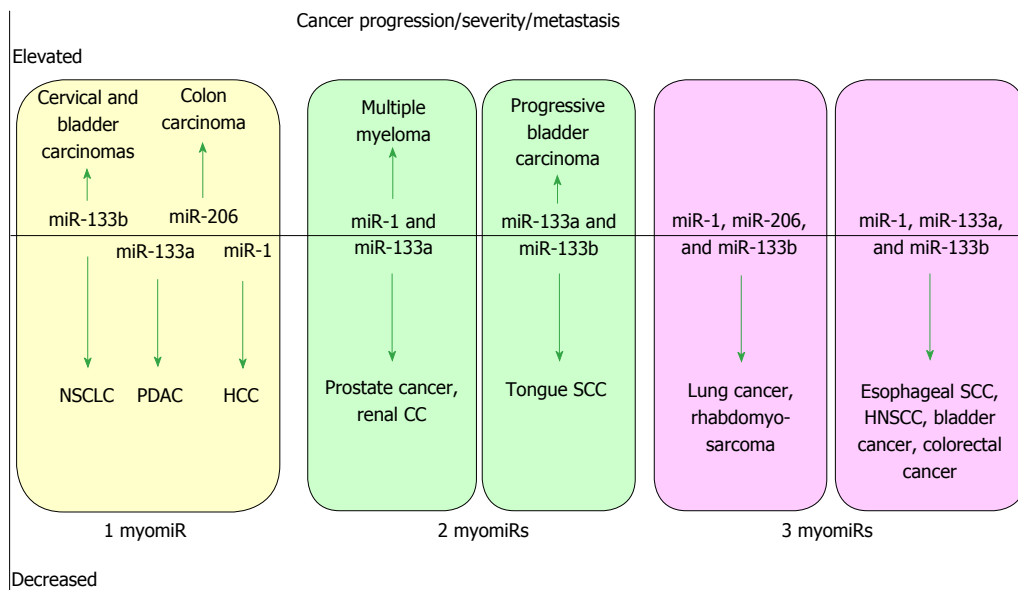 Cancer progression/severity/metastasis
Elevated
Cervical and
bladder
carcinomas
Colon
carcinoma
miR-133b
miR-206
miR-133a
miR-1
NSCLC
PDAC
HCC
1 myomiR
Multiple
myeloma
miR-1 and
miR-133a
Prostate cancer,
renal CC
Progressive
bladder
carcinoma
miR-133a and
miR-133b
Tongue SCC
2 myomiRs
miR-1, miR-206,
and miR-133b
Lung cancer,
rhabdomyo-
sarcoma
miR-1, miR-133a,
and miR-133b
Esophageal SCC,
HNSCC, bladder
cancer, colorectal
cancer
3 myomiRs
Decreased